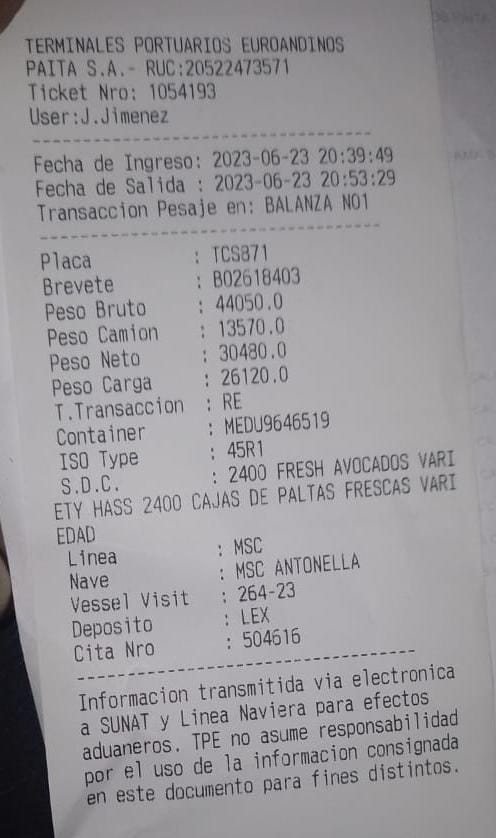 TERMINALES PORTUARIOS EUROANDINOS
PAITA S.A.- RUC:20522473571
Ticket Nro: 1054193
User:J.Jimenez
--------------------------------
Fecha de Ingreso: 2023-06-23 20:39:49
Fecha de Salida : 2023-06-23 20:53:29
Transaccion Pesaje en: BALANZA NO1
--------------------------------
Placa : TCS871
Brevete : B02618403
Peso Bruto : 44050.0
Peso Camion : 13570.0
Peso Neto : 30480.0
Peso Carga : 26120.0
T.Transaccion : RE
Container : MEDU9646519
ISO Type : 45R1
S.D.C. : 2400 FRESH AVOCADOS VARI
ETY HASS 2400 CAJAS DE PALTAS FRESCAS VARI
EDAD
Linea : MSC
Nave : MSC ANTONELLA
Vessel Visit : 264-23
Deposito : LEX
Cita Nro : 504616
--------------------------------
Informacion transmitida via electronica
a SUNAT y Linea Naviera para efectos
aduaneros. TPE no asume responsabilidad
por el uso de la informacion consignada
en este documento para fines distintos.